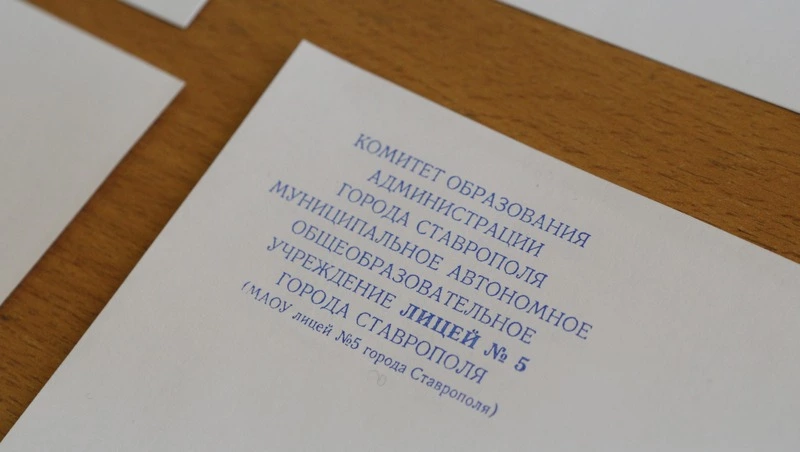 КОМИТЕТ ОБРАЗОВАНИЯ
АДМИНИСТРАЦИИ
ГОРОДА СТАВРОПОЛЯ
МУНИЦИПАЛЬНОЕ АВТОНОМНОЕ
ОБЩЕОБРАЗОВАТЕЛЬНОЕ
УЧРЕЖДЕНИЕ ЛИЦЕЙ № 5
ГОРОДА СТАВРОПОЛЯ
(МАОУ лицей №5 города Ставрополя)